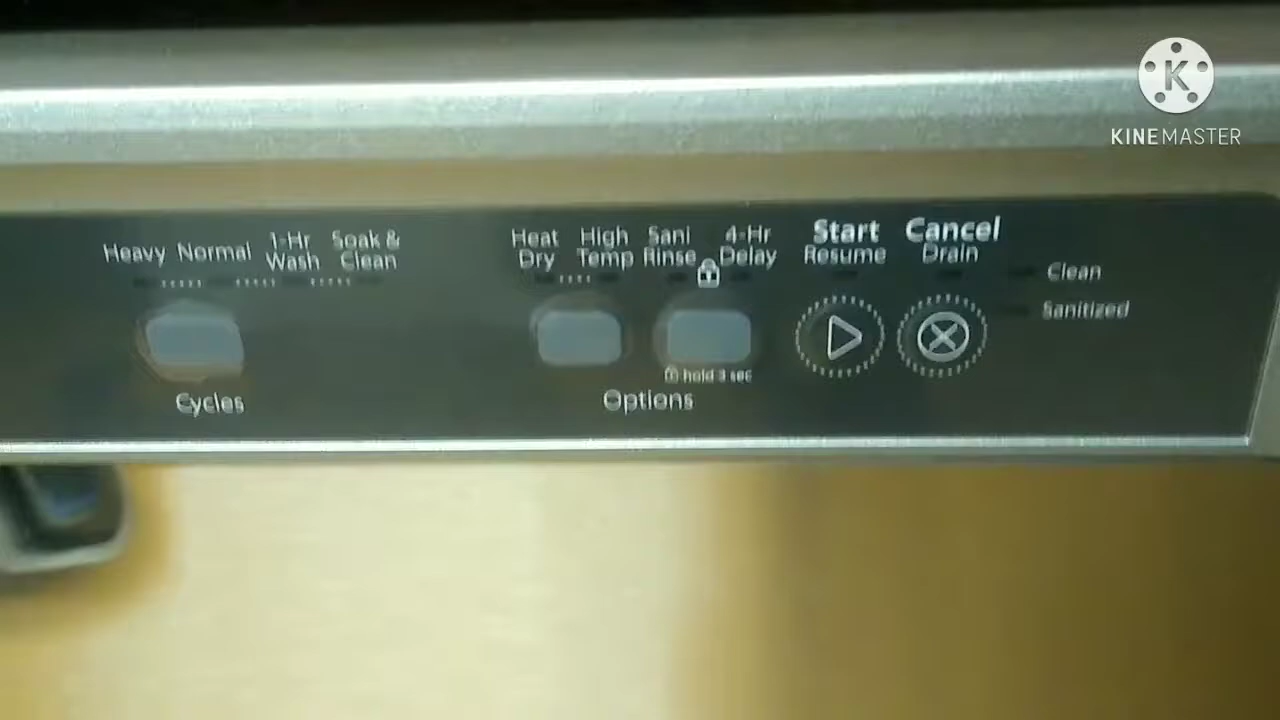 K
KINEMASTER
Heavy Normal 1-Hr Wash Soak & Clean
Heat Dry High Temp Sani Rinse 4-Hr Delay
Start Resume Cancel Drain
Clean
Sanitized
hold 3 sec
Cycles
Options